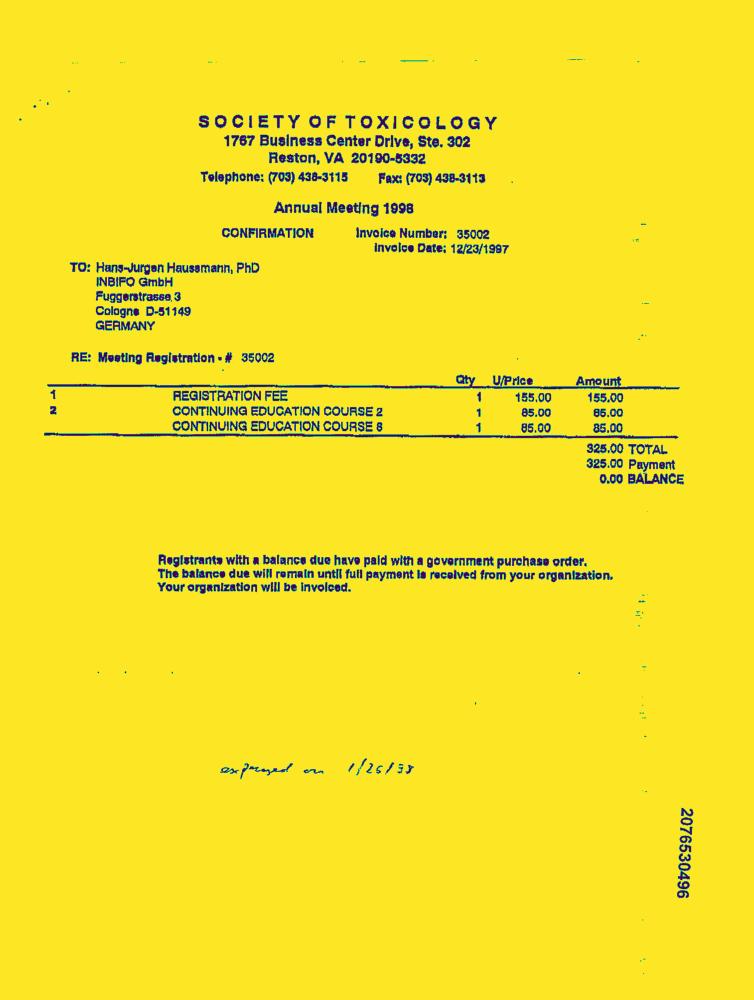 SOCIETY OF TOXICOLOGY
1767 Business Center Drive, Ste. 302
Reston, VA 20190-5332
Telephone: (703) 438-3115 Fax: (703) 438-3113
Annual Meeting 1998
CONFIRMATION Invoice Number: 35002
Invoice Date: 12/23/1997
TO: Hans-Jurgen Haussmann, PhD
INBIFO GmbH
Fuggerstrasse 3
Cologne D-51149
GERMANY
RE: Meeting Registration - # 35002
Qty U/Price Amount
1 REGISTRATION FEE 1 155.00 155.00
2 CONTINUING EDUCATION COURSE 2 1 85.00 85.00
CONTINUING EDUCATION COURSE 6 1 85.00 85.00
325.00 TOTAL
325.00 Payment
0.00 BALANCE
Registrants with a balance due have paid with a government purchase order.
The balance due will remain until full payment is received from your organization.
Your organization will be invoiced.
on 1/26/98
2076530496